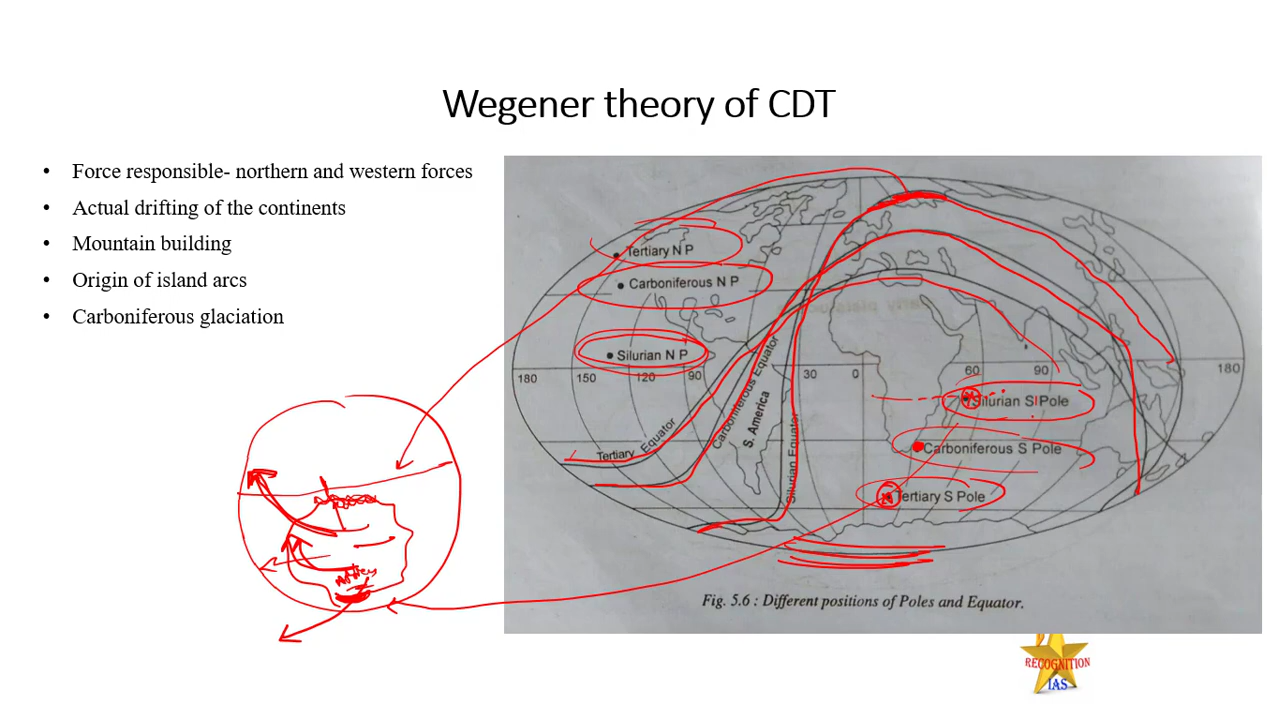 Wegener theory of CDT
• Force responsible- northern and western forces
• Actual drifting of the continents
• Mountain building
• Origin of island arcs
• Carboniferous glaciation
Tertiary N P
Carboniferous N P
Silurian N P
180
150
120
90
30
0
60
90
180
Silurian S Pole
Carboniferous S Pole
Tertiary S Pole
Tertiary Equator
Carboniferous Equator
S. America
Silurian Equator
Fig. 5.6 : Different positions of Poles and Equator.
RECOGNITION
IAS